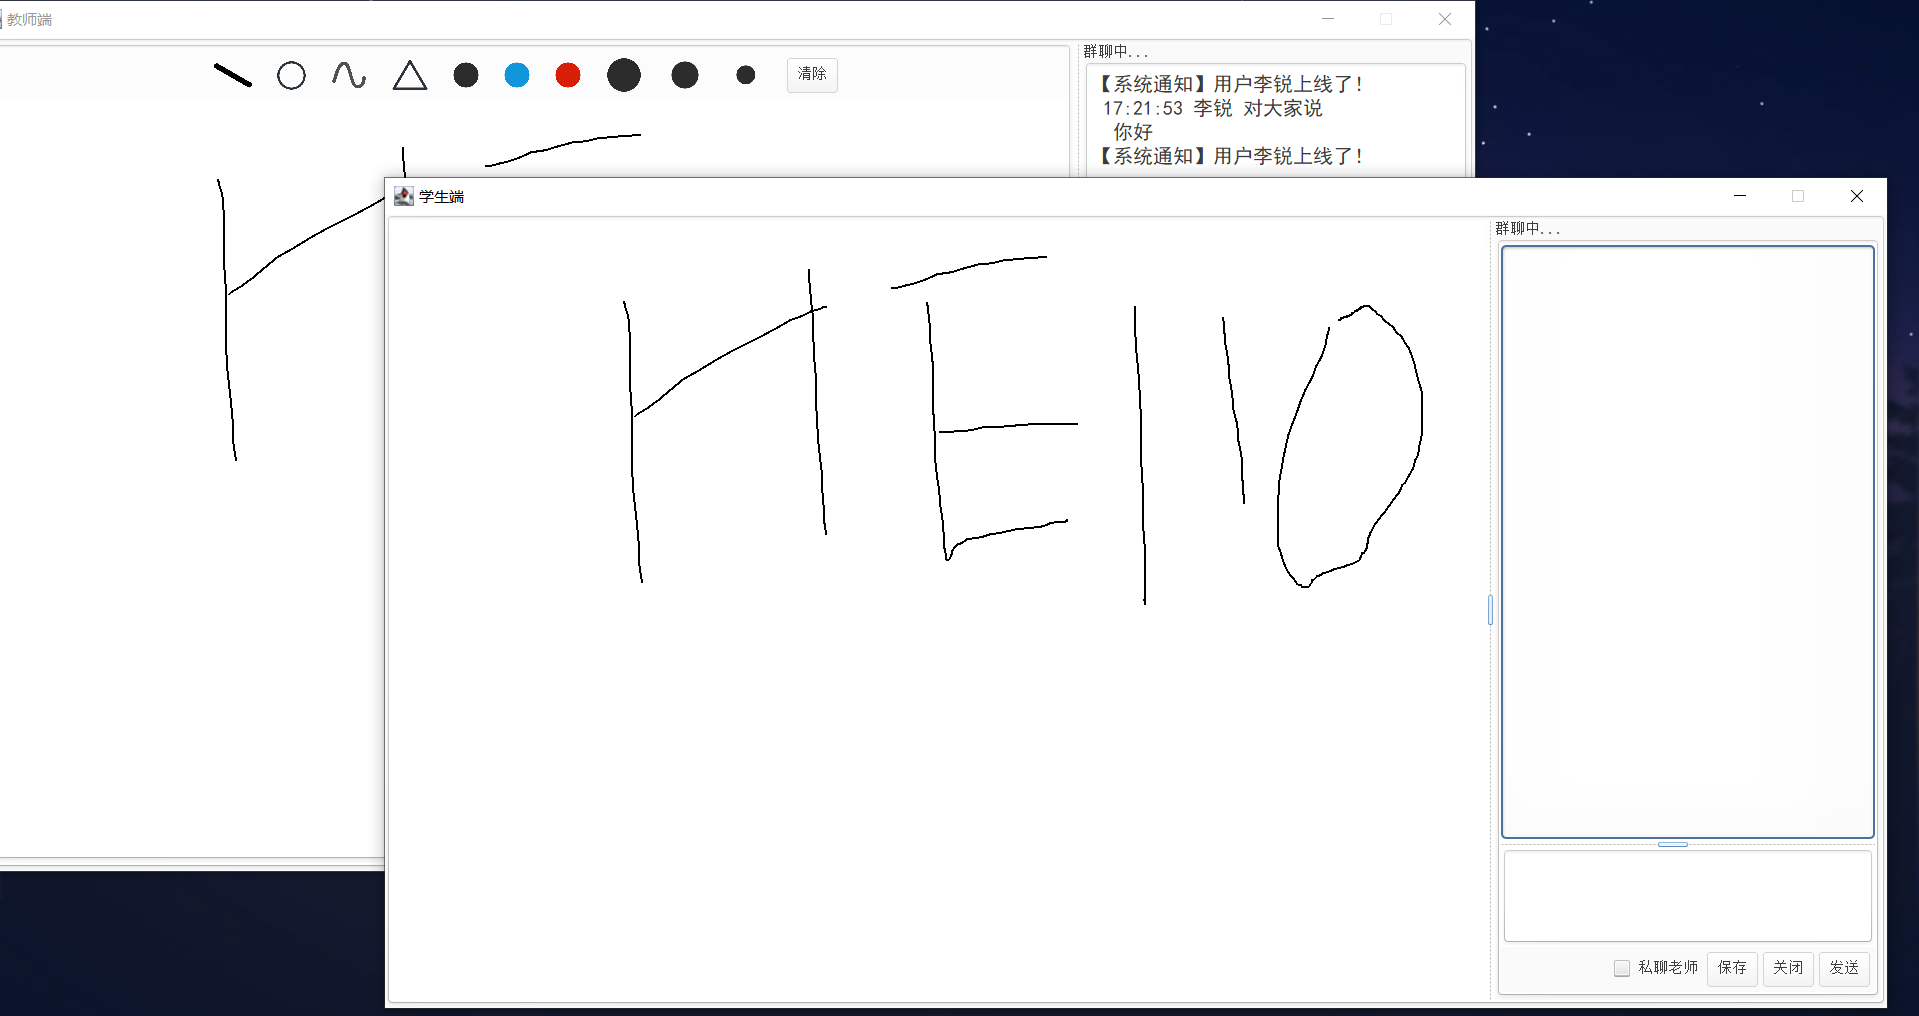 教师端
清除
群聊中...
【系统通知】用户李锐上线了!
17:21:53 李锐 对大家说
你好
【系统通知】用户李锐上线了!
学生端
群聊中...
HEllO
私聊老师 保存 关闭 发送